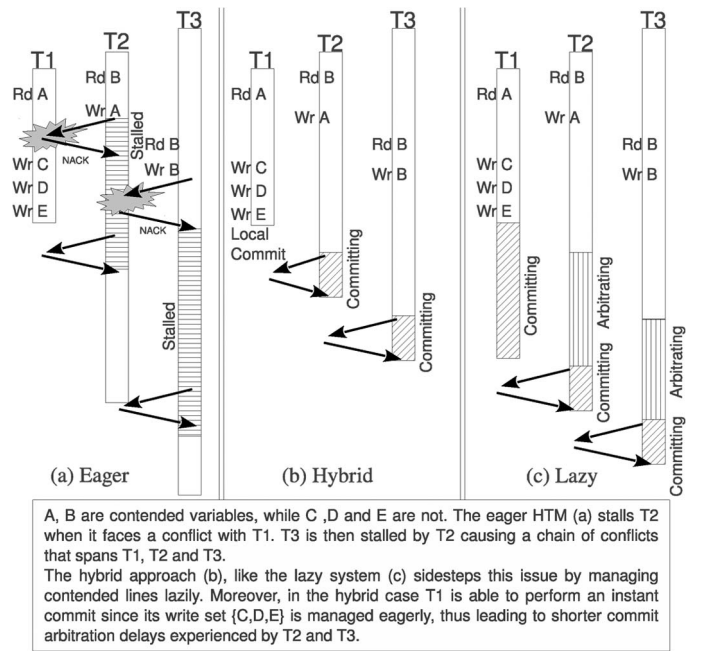 T1
T2
T3
Rd A
Rd B
Wr A
Stalled
NACK
Rd B
Wr B
Wr C
Wr D
Wr E
NACK
Stalled
(a) Eager
T1
T2
T3
Rd A
Rd B
Wr A
Rd B
Wr B
Wr C
Wr D
Wr E
Local
Commit
Committing
Committing
(b) Hybrid
T1
T2
T3
Rd A
Rd B
Wr A
Rd B
Wr B
Wr C
Wr D
Wr E
Committing
Arbitrating
Committing
Arbitrating
Committing
(c) Lazy
A, B are contended variables, while C ,D and E are not. The eager HTM (a) stalls T2
when it faces a conflict with T1. T3 is then stalled by T2 causing a chain of conflicts
that spans T1, T2 and T3.
The hybrid approach (b), like the lazy system (c) sidesteps this issue by managing
contended lines lazily. Moreover, in the hybrid case T1 is able to perform an instant
commit since its write set {C,D,E} is managed eagerly, thus leading to shorter commit
arbitration delays experienced by T2 and T3.